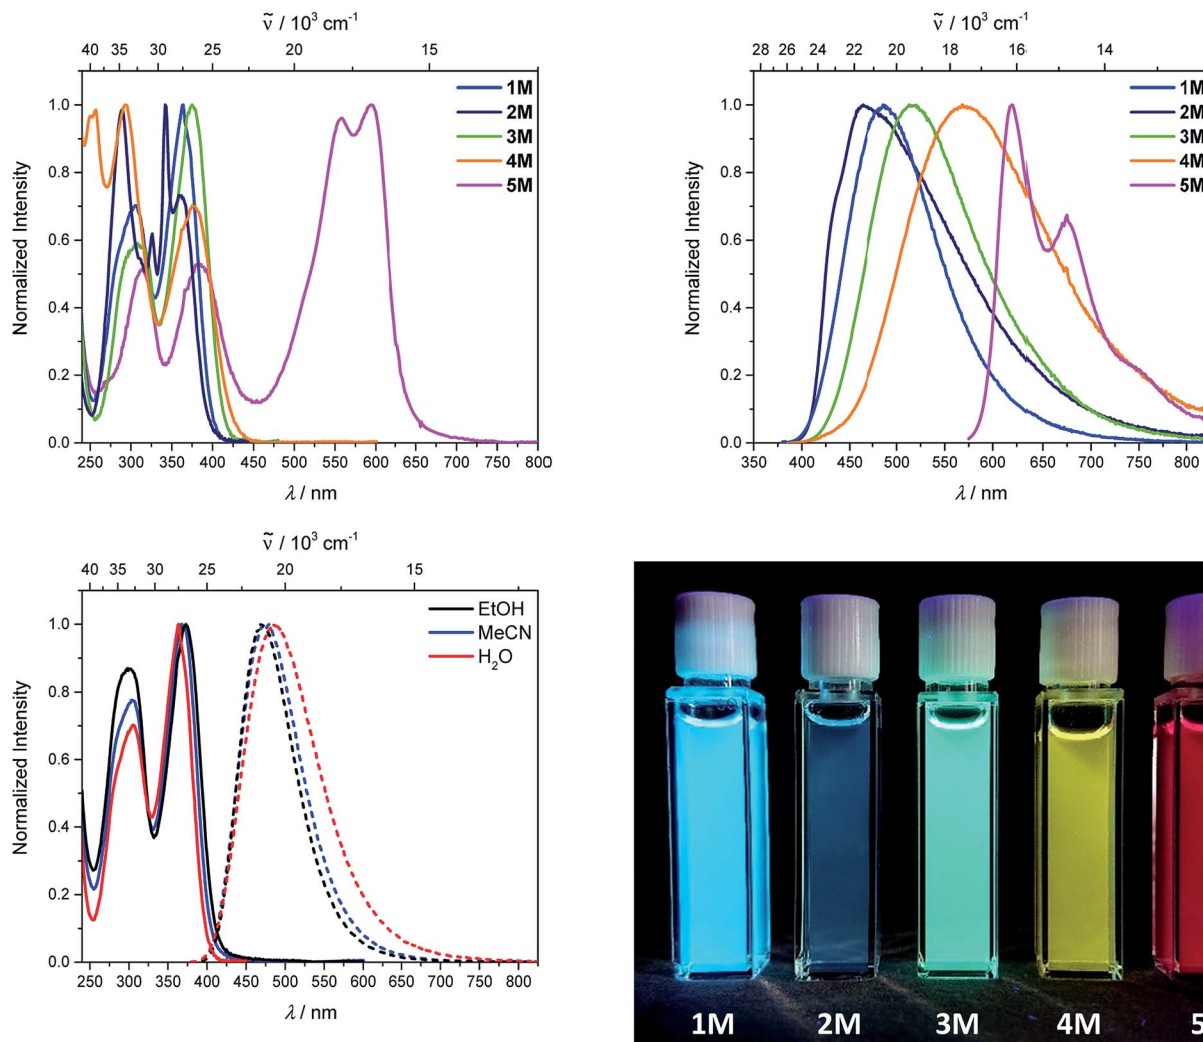 ṽ / 10³ cm⁻¹
40 35 30 25 20 15
1M
2M
3M
4M
5M
Normalized Intensity
1.0
0.8
0.6
0.4
0.2
0.0
250 300 350 400 450 500 550 600 650 700 750 800
λ / nm
ṽ / 10³ cm⁻¹
28 26 24 22 20 18 16 14
1M
2M
3M
4M
5M
Normalized Intensity
1.0
0.8
0.6
0.4
0.2
0.0
350 400 450 500 550 600 650 700 750 800
λ / nm
ṽ / 10³ cm⁻¹
40 35 30 25 20 15
EtOH
MeCN
H₂O
Normalized Intensity
1.0
0.8
0.6
0.4
0.2
0.0
250 300 350 400 450 500 550 600 650 700 750 800
λ / nm
1M 2M 3M 4M 5